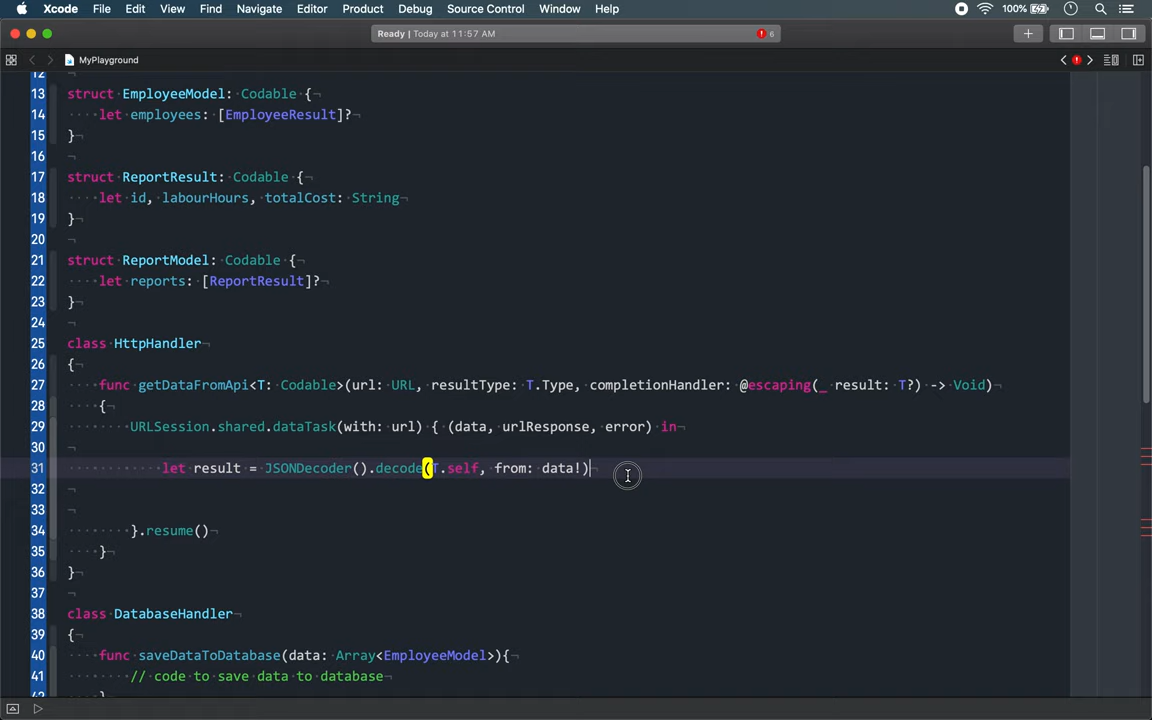 Xcode File Edit View Find Navigate Editor Product Debug Source Control Window Help 100%
Ready | Today at 11:57 AM 6
MyPlayground
12
13 struct EmployeeModel: Codable {
14 let employees: [EmployeeResult]?
15 }
16
17 struct ReportResult: Codable {
18 let id, labourHours, totalCost: String
19 }
20
21 struct ReportModel: Codable {
22 let reports: [ReportResult]?
23 }
24
25 class HttpHandler
26 {
27 func getDataFromApi<T: Codable>(url: URL, resultType: T.Type, completionHandler: @escaping(_ result: T?) -> Void)
28 {
29 URLSession.shared.dataTask(with: url) { (data, urlResponse, error) in
30
31 let result = JSONDecoder().decode(T.self, from: data!)
32
33
34 }.resume()
35 }
36 }
37
38 class DatabaseHandler
39 {
40 func saveDataToDatabase(data: Array<EmployeeModel>){
41 // code to save data to database